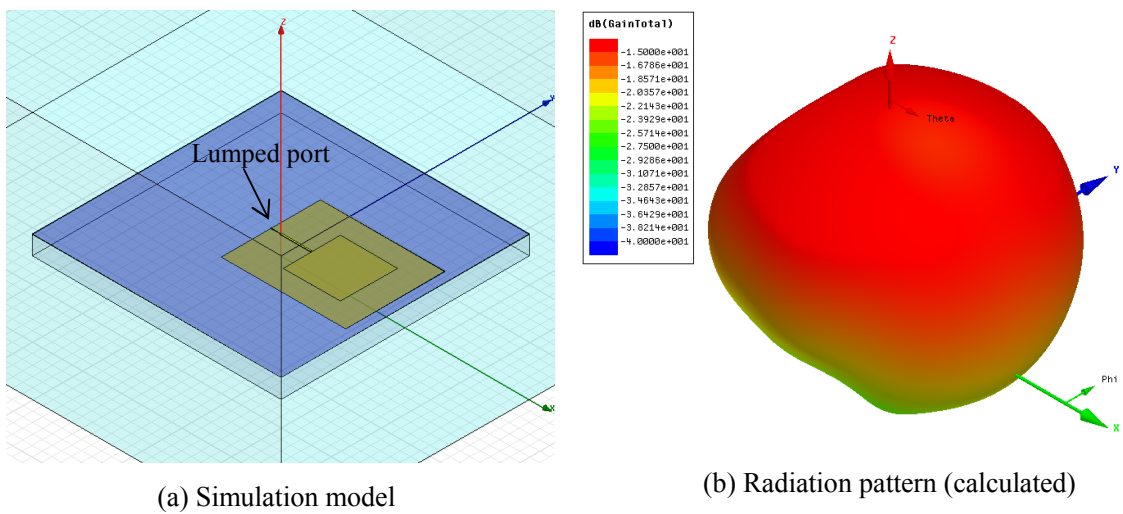 Z
Y
Lumped port
X
(a) Simulation model
dB(GainTotal)
-1.5000e+001
-1.6786e+001
-1.8571e+001
-2.0357e+001
-2.2143e+001
-2.3929e+001
-2.5714e+001
-2.7500e+001
-2.9286e+001
-3.1071e+001
-3.2857e+001
-3.4643e+001
-3.6429e+001
-3.8214e+001
-4.0000e+001
Z
Theta
Y
Phi
X
(b) Radiation pattern (calculated)